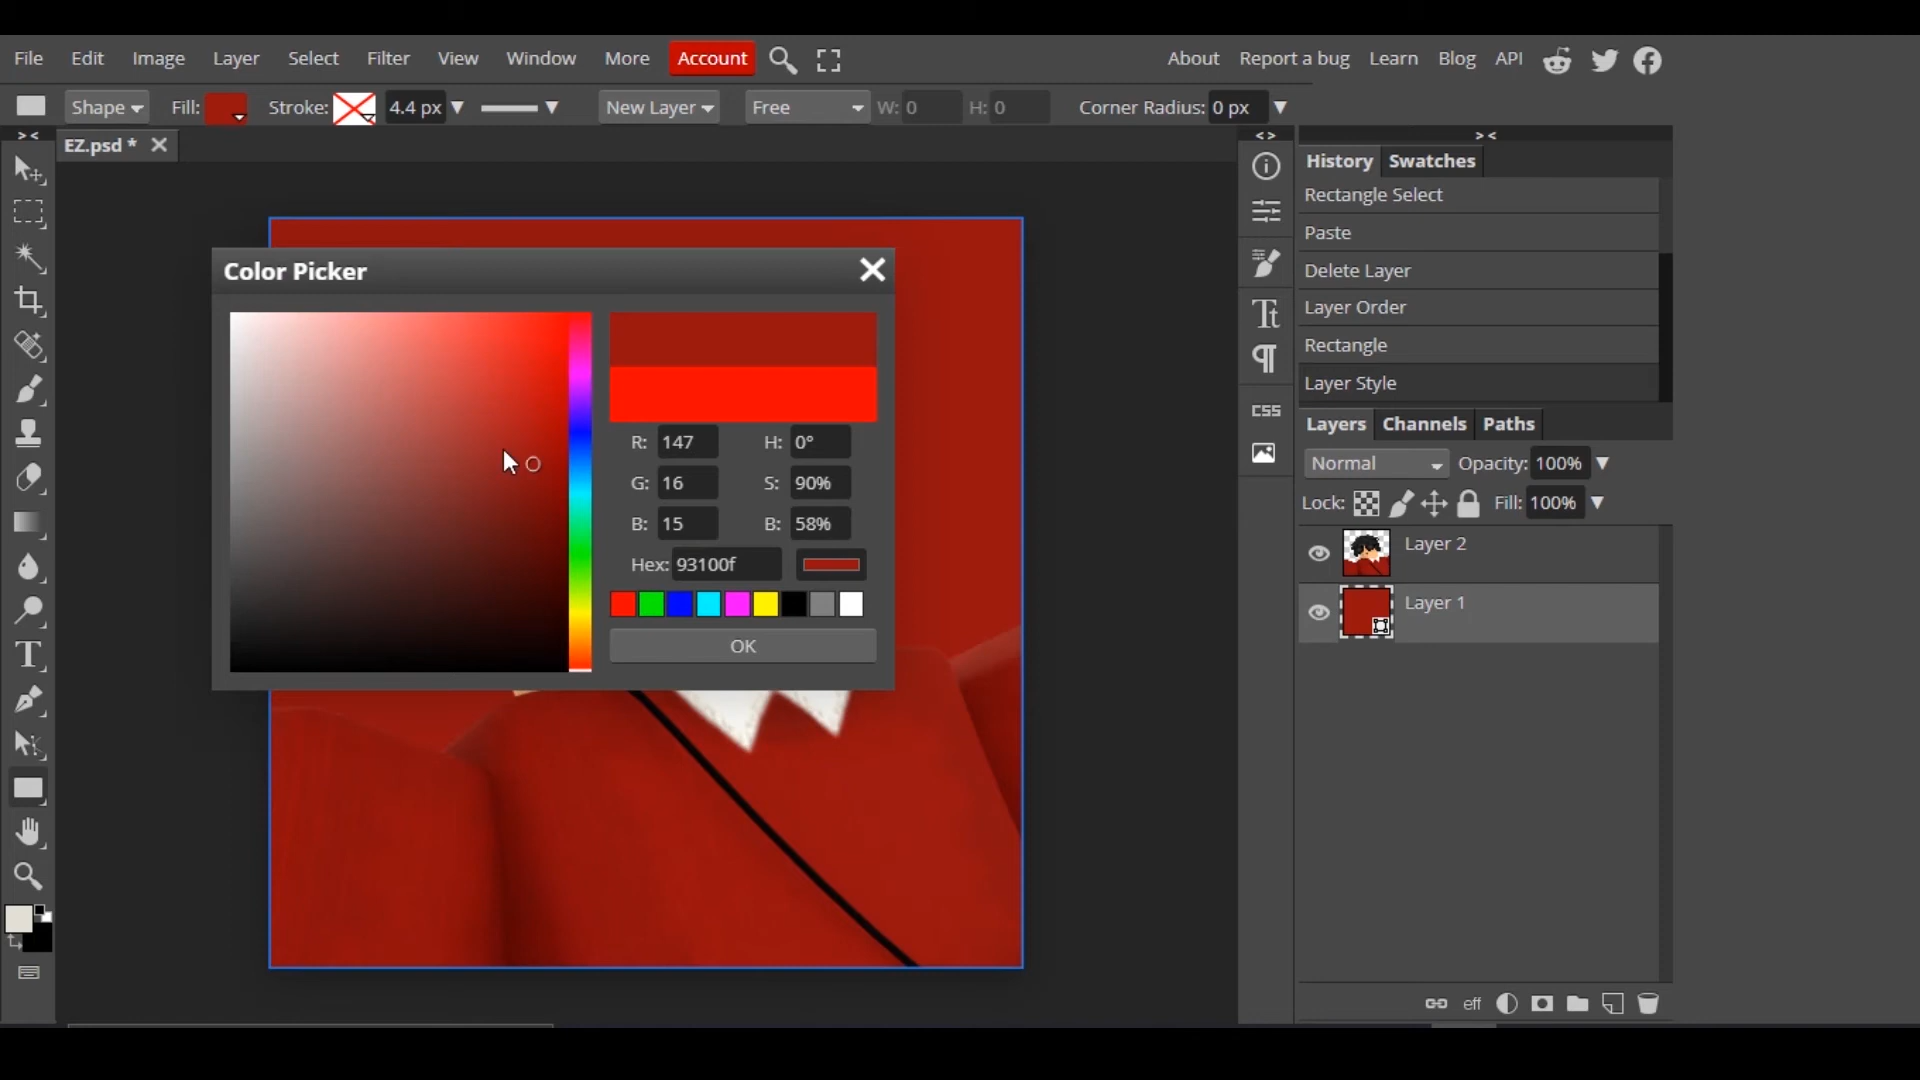 File Edit Image Layer Select Filter View Window More Account About Report a bug Learn Blog API
Shape Fill: Stroke: 4.4 px New Layer Free W: 0 H: 0 Corner Radius: 0 px
> < EZ.psd * < > > <
History Swatches
Rectangle Select
Paste
Delete Layer
Layer Order
Rectangle
Layer Style
Color Picker
R: 147 H: 0°
G: 16 S: 90%
B: 15 B: 58%
Hex: 93100f
OK
CSS
Layers Channels Paths
Normal Opacity: 100%
Lock: Fill: 100%
Layer 2
Layer 1
eff